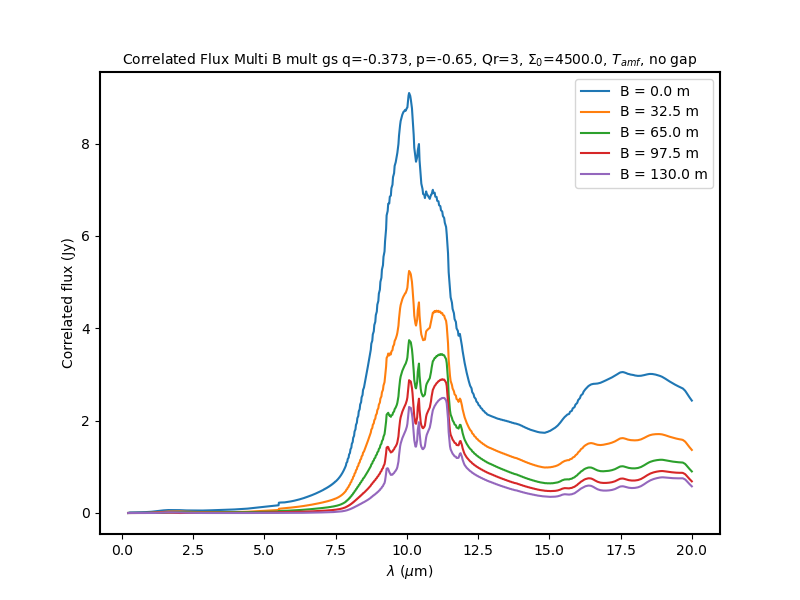 Correlated Flux Multi B mult gs q=-0.373, p=-0.65, Qr=3, Σ₀=4500.0, T_amf, no gap
B = 0.0 m
B = 32.5 m
B = 65.0 m
B = 97.5 m
B = 130.0 m
Correlated flux (Jy)
8
6
4
2
0
0.0 2.5 5.0 7.5 10.0 12.5 15.0 17.5 20.0
λ (μm)